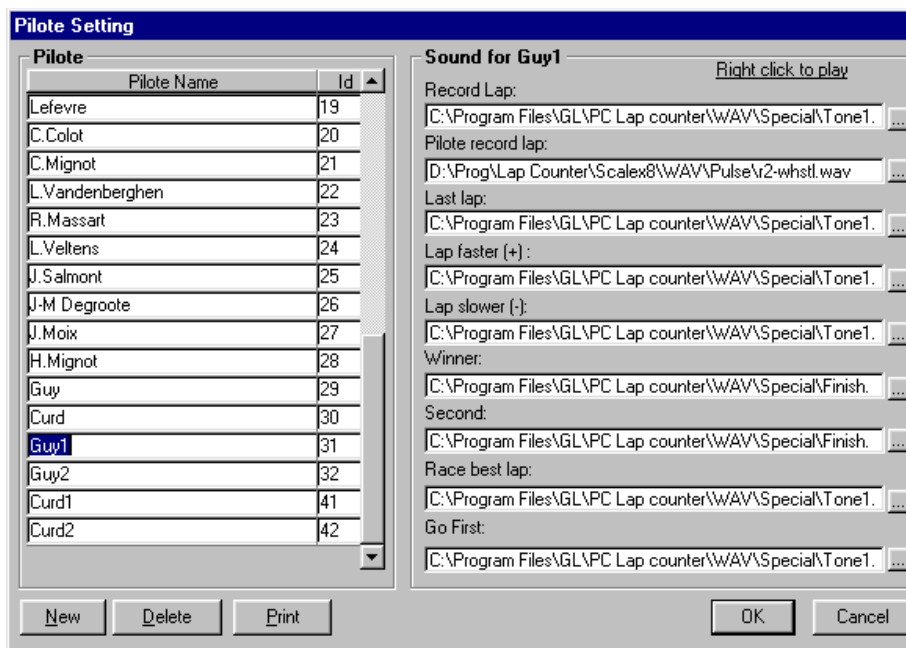 Pilote Setting
Pilote
Pilote Name Id
Lefevre 19
C.Colot 20
C.Mignot 21
L.Vandenberghen 22
R.Massart 23
L.Veltens 24
J.Salmont 25
J-M Degroote 26
J.Moix 27
H.Mignot 28
Guy 29
Curd 30
Guy1 31
Guy2 32
Curd1 41
Curd2 42
New Delete Print
Sound for Guy1
Right click to play
Record Lap:
C:\Program Files\GL\PC Lap counter\WAV\Special\Tone1. ...
Pilote record lap:
D:\Prog\Lap Counter\Scalex8\WAV\Pulse\r2-whstl.wav ...
Last lap:
C:\Program Files\GL\PC Lap counter\WAV\Special\Tone1. ...
Lap faster (+) :
C:\Program Files\GL\PC Lap counter\WAV\Special\Tone1. ...
Lap slower (-):
C:\Program Files\GL\PC Lap counter\WAV\Special\Tone1. ...
Winner:
C:\Program Files\GL\PC Lap counter\WAV\Special\Finish. ...
Second:
C:\Program Files\GL\PC Lap counter\WAV\Special\Finish. ...
Race best lap:
C:\Program Files\GL\PC Lap counter\WAV\Special\Tone1. ...
Go First:
C:\Program Files\GL\PC Lap counter\WAV\Special\Tone1. ...
OK Cancel